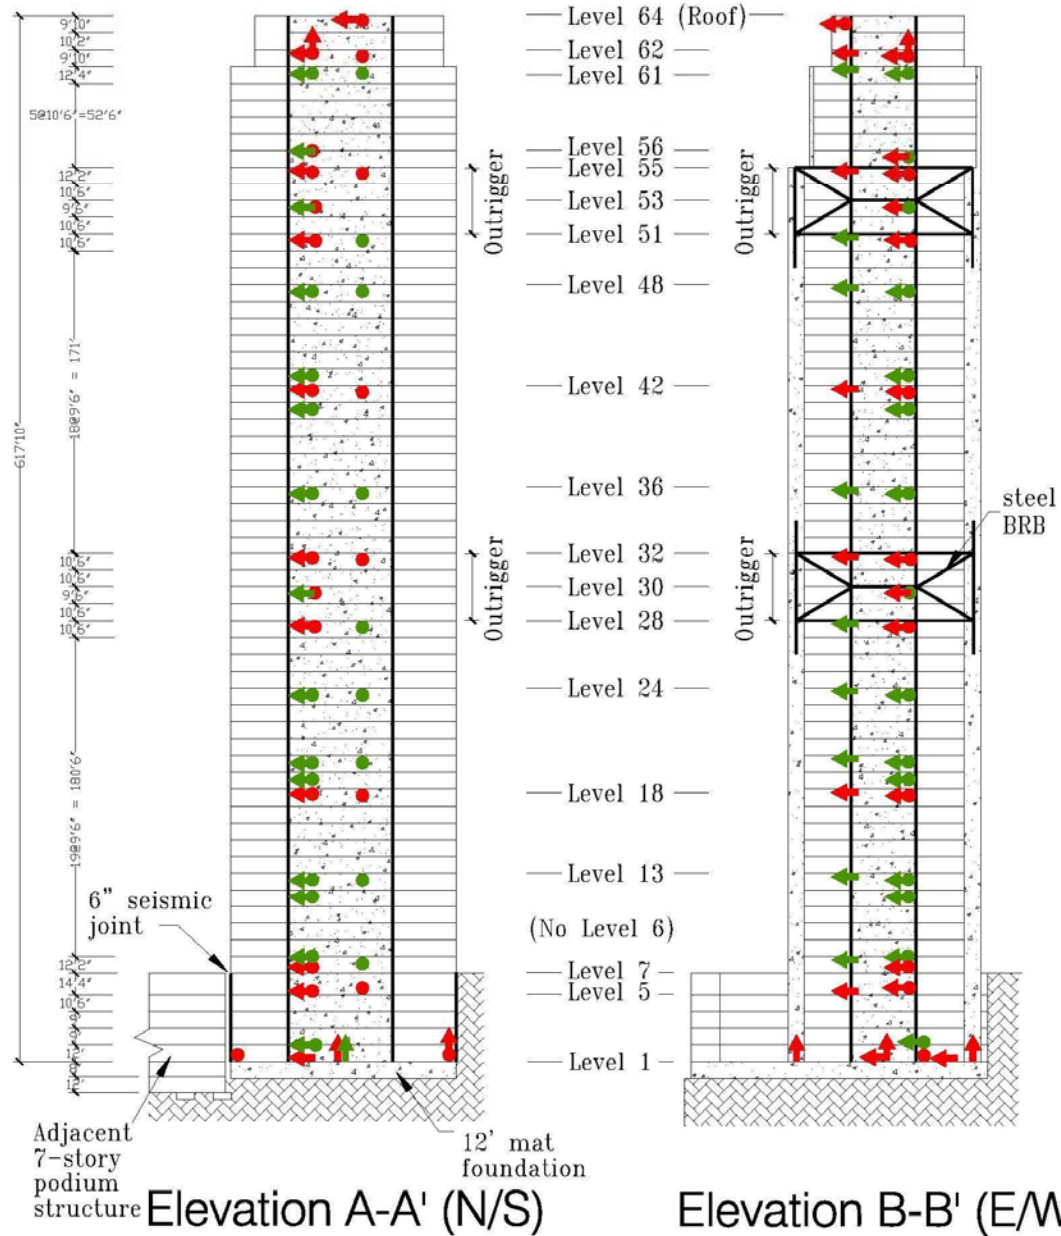 9'10"
10'2"
9'10"
12'4"
5@10'6"=52'6"
12'2"
10'6"
9'6"
10'6"
10'6"
18@9'6" = 171'
617'10"
10'6"
10'6"
9'6"
10'6"
10'6"
19@9'6" = 180'6"
12'2"
14'4"
10'6"
12'
Level 64 (Roof)
Level 62
Level 61
Level 56
Level 55
Level 53
Level 51
Level 48
Level 42
Level 36
Level 32
Level 30
Level 28
Level 24
Level 18
Level 13
(No Level 6)
Level 7
Level 5
Level 1
Outrigger
Outrigger
Outrigger
Outrigger
steel
BRB
6" seismic
joint
Adjacent
7-story
podium
structure
12' mat
foundation
Elevation A-A' (N/S)
Elevation B-B' (E/W